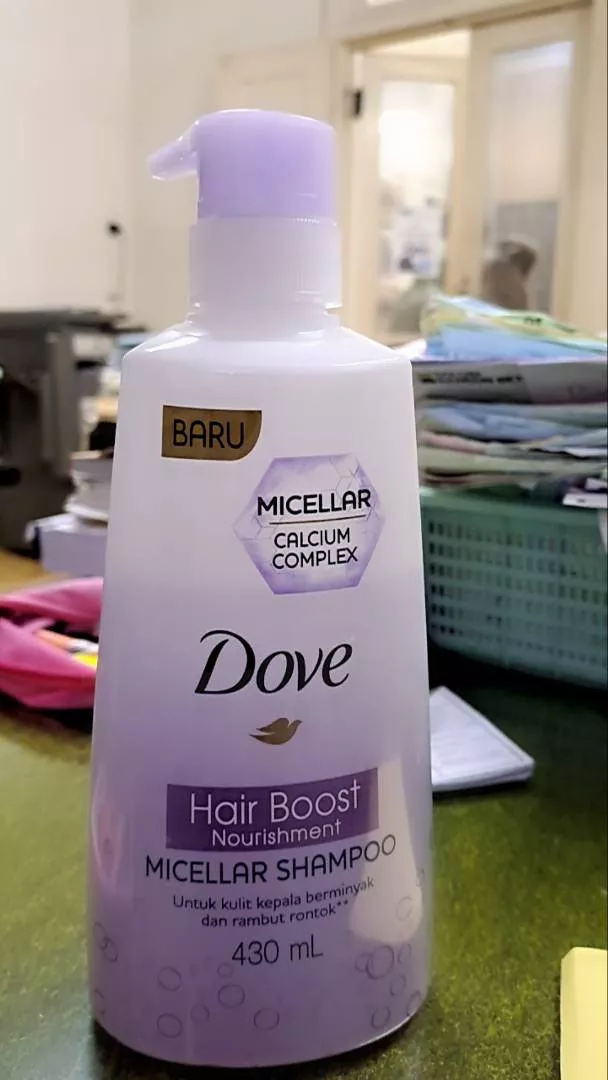 BARU
MICELLAR
CALCIUM
COMPLEX
Dove
Hair Boost
Nourishment
MICELLAR SHAMPOO
Untuk kulit kepala berminyak
dan rambut rontok**
430 mL